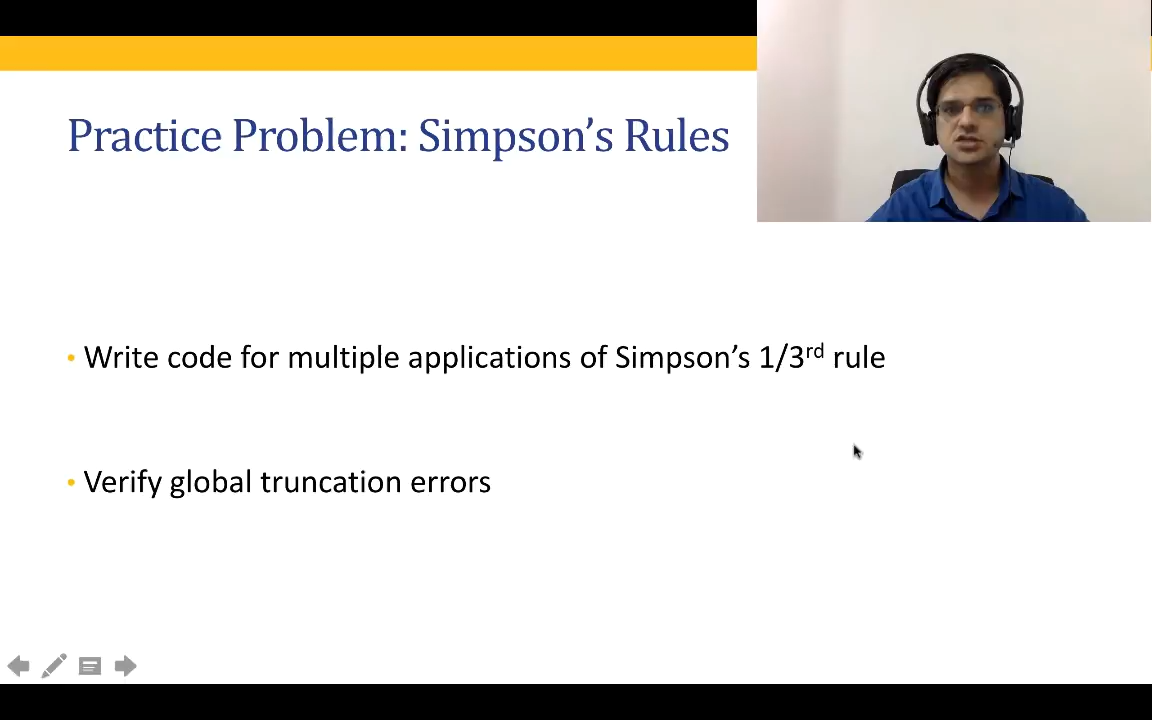 Practice Problem: Simpson’s Rules
• Write code for multiple applications of Simpson’s 1/3rd rule
• Verify global truncation errors